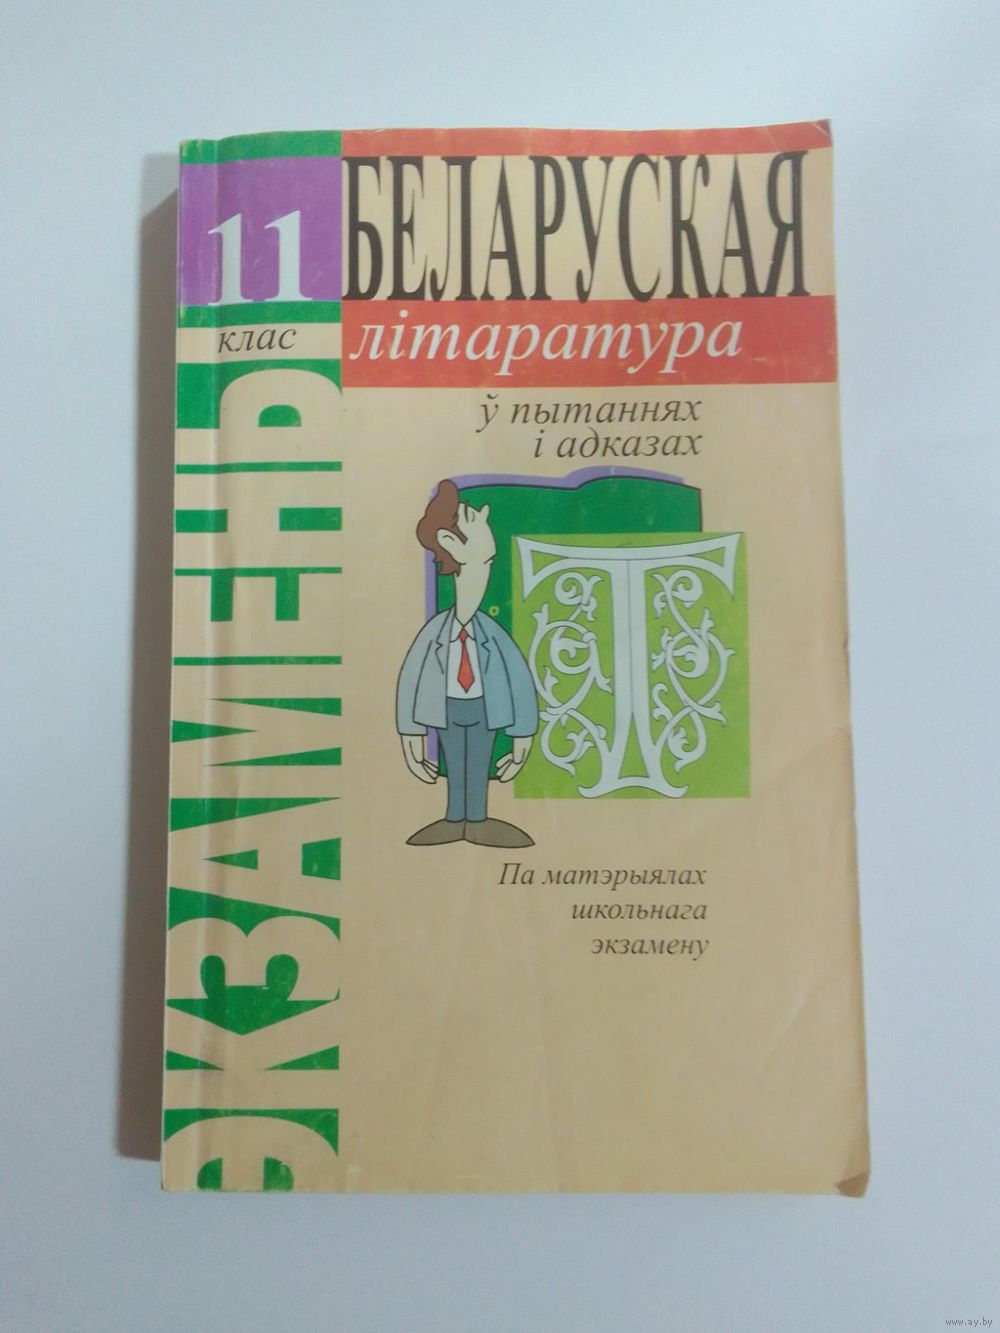 11
клас
БЕЛАРУСКАЯ
літаратура
ў пытаннях
і адказах
ЭКЗАМЕНЫ
Т
Па матэрыялах
школьнага
экзамену
www.ay.by